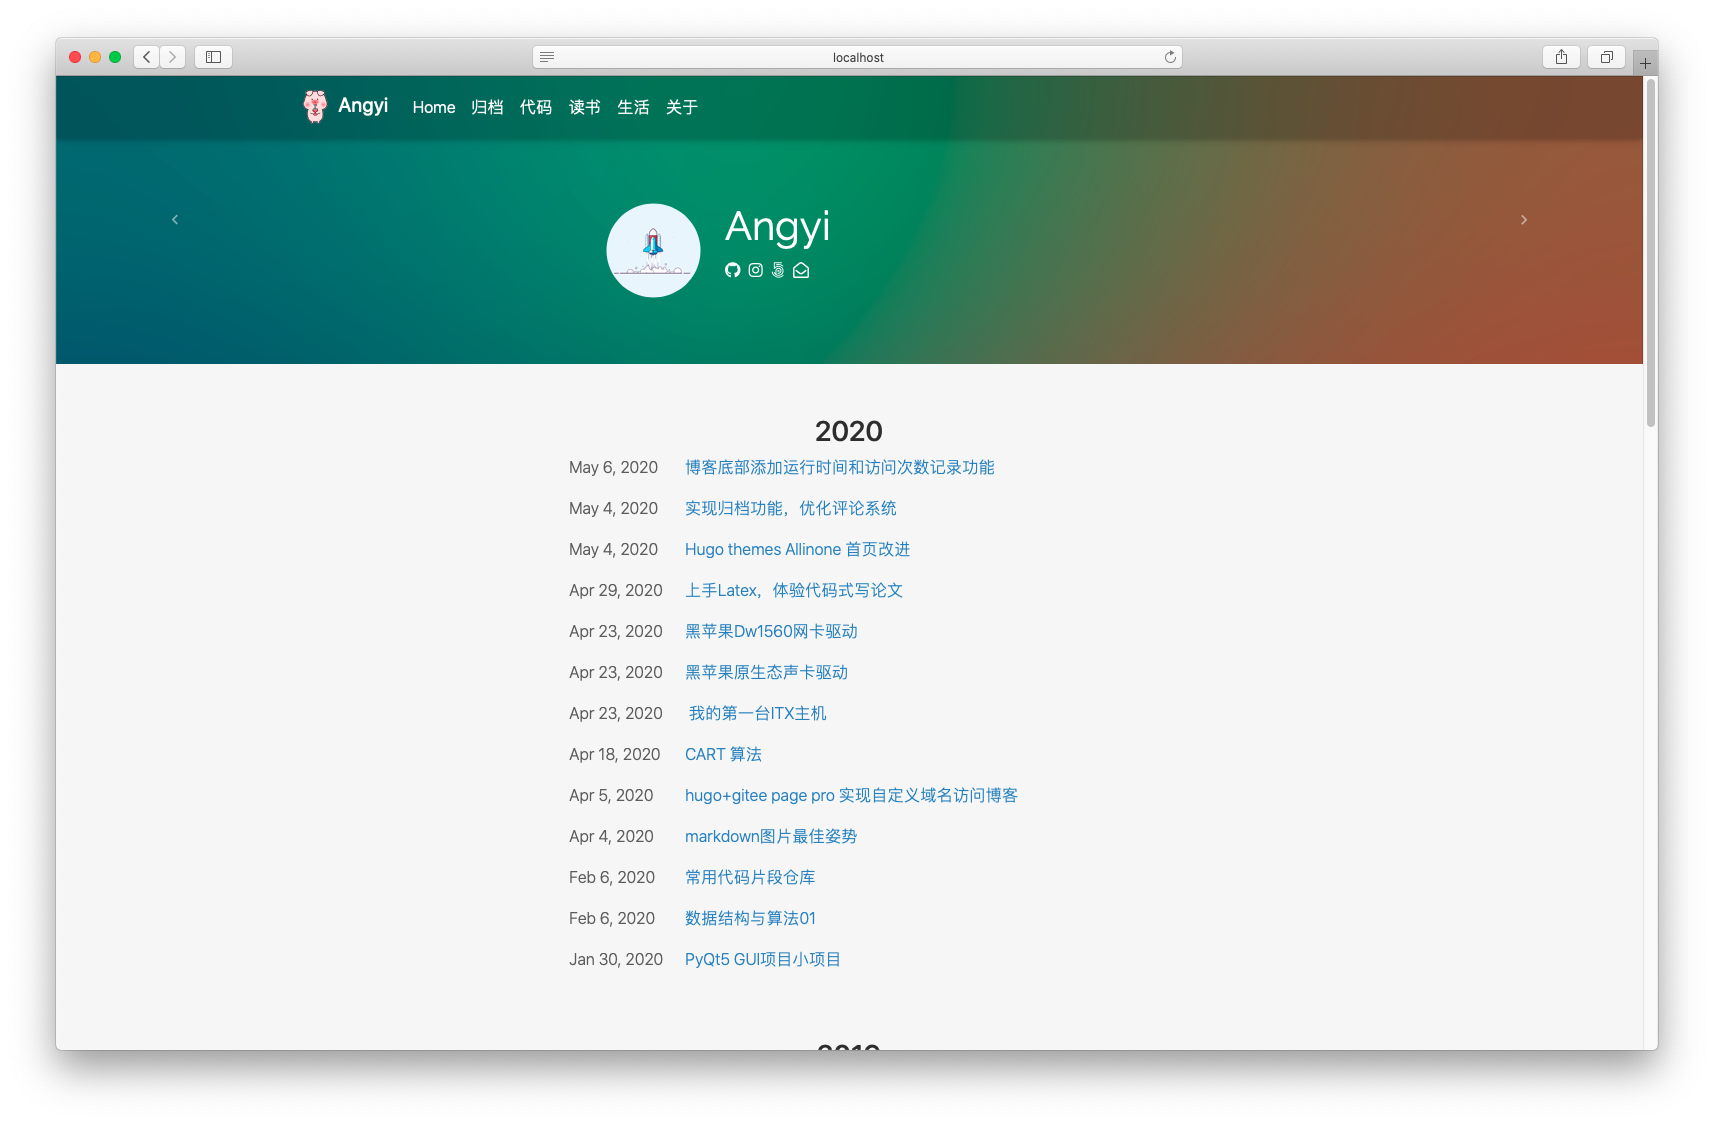 localhost
Angyi Home 归档 代码 读书 生活 关于
Angyi
2020
May 6, 2020 博客底部添加运行时间和访问次数记录功能
May 4, 2020 实现归档功能，优化评论系统
May 4, 2020 Hugo themes Allinone 首页改进
Apr 29, 2020 上手Latex，体验代码式写论文
Apr 23, 2020 黑苹果Dw1560网卡驱动
Apr 23, 2020 黑苹果原生态声卡驱动
Apr 23, 2020 我的第一台ITX主机
Apr 18, 2020 CART 算法
Apr 5, 2020 hugo+gitee page pro 实现自定义域名访问博客
Apr 4, 2020 markdown图片最佳姿势
Feb 6, 2020 常用代码片段仓库
Feb 6, 2020 数据结构与算法01
Jan 30, 2020 PyQt5 GUI项目小项目
2019